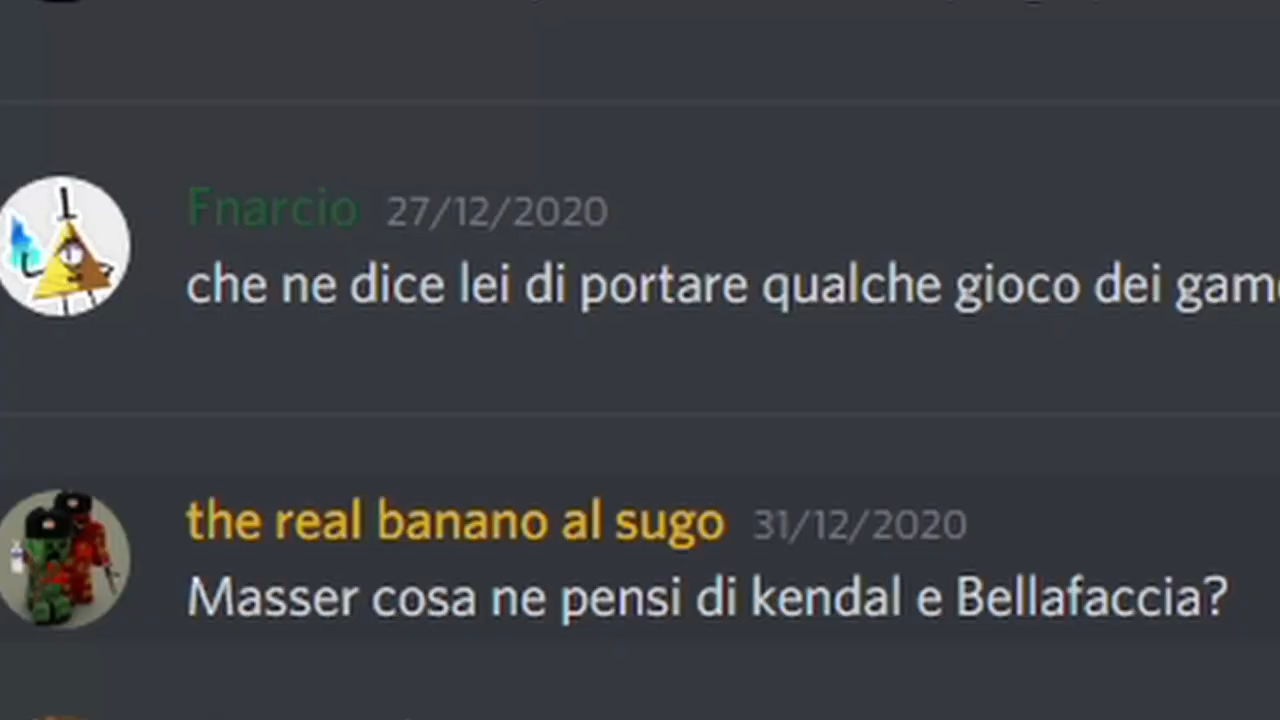 Fnarcio 27/12/2020
che ne dice lei di portare qualche gioco dei
the real banano al sugo 31/12/2020
Masser cosa ne pensi di kendal e Bellafaccia?